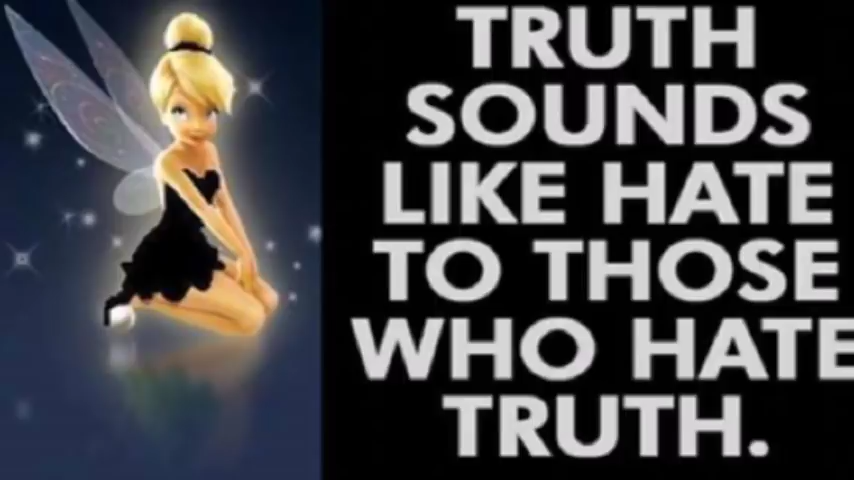 TRUTH
SOUNDS
LIKE HATE
TO THOSE
WHO HATE
TRUTH.